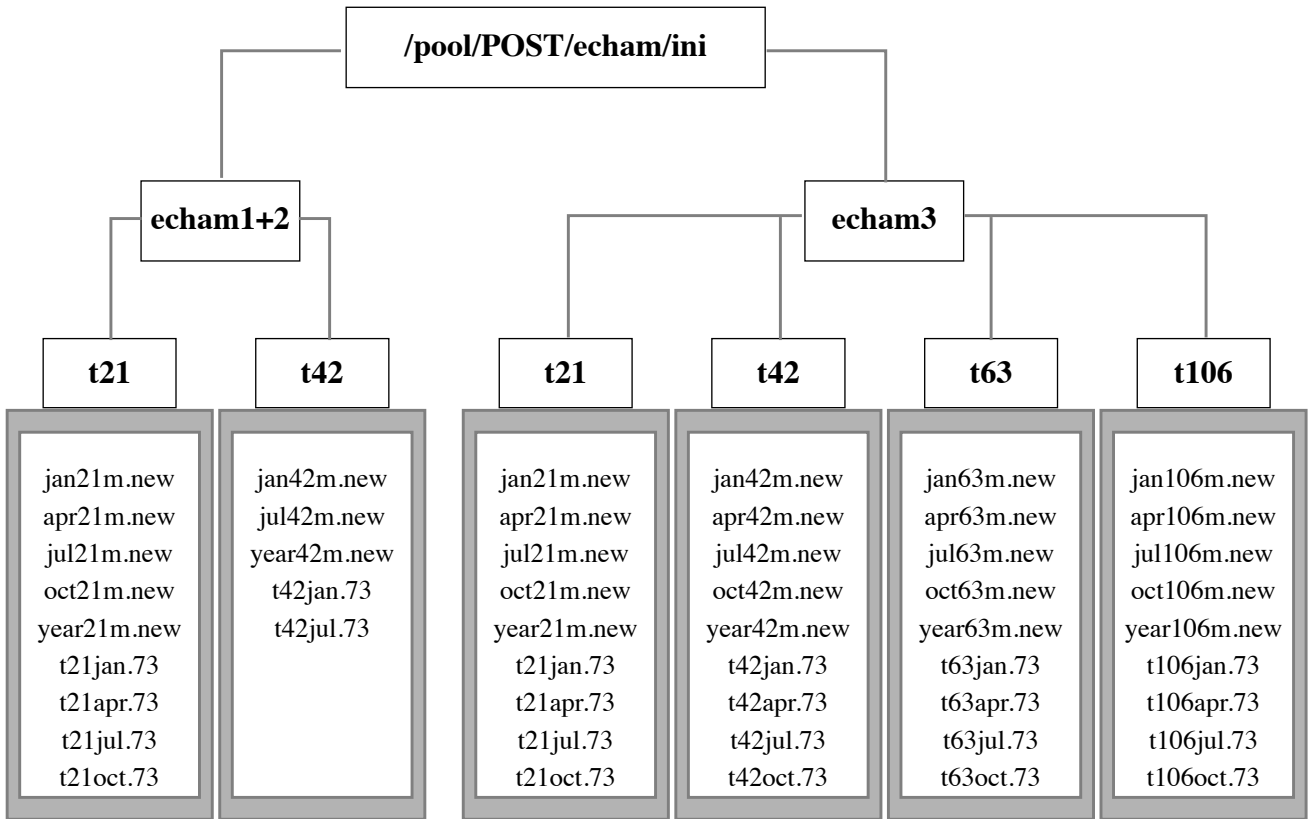 /pool/POST/echam/ini
echam1+2
echam3
t21
t42
t21
t42
t63
t106
jan21m.new
apr21m.new
jul21m.new
oct21m.new
year21m.new
t21jan.73
t21apr.73
t21jul.73
t21oct.73
jan42m.new
jul42m.new
year42m.new
t42jan.73
t42jul.73
jan21m.new
apr21m.new
jul21m.new
oct21m.new
year21m.new
t21jan.73
t21apr.73
t21jul.73
t21oct.73
jan42m.new
apr42m.new
jul42m.new
oct42m.new
year42m.new
t42jan.73
t42apr.73
t42jul.73
t42oct.73
jan63m.new
apr63m.new
jul63m.new
oct63m.new
year63m.new
t63jan.73
t63apr.73
t63jul.73
t63oct.73
jan106m.new
apr106m.new
jul106m.new
oct106m.new
year106m.new
t106jan.73
t106apr.73
t106jul.73
t106oct.73